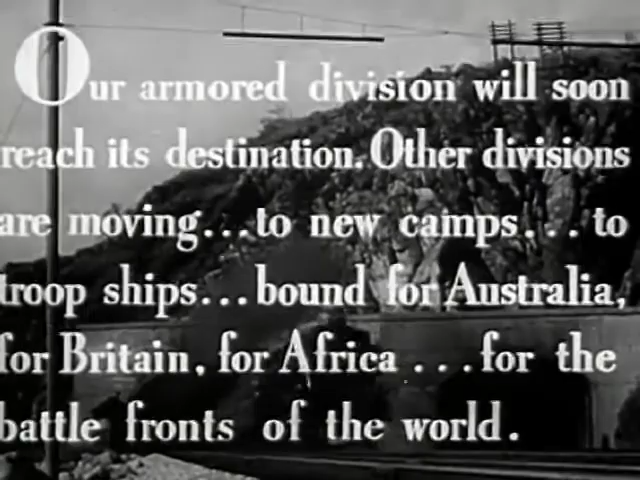 Our armored division will soon
reach its destination. Other divisions
are moving...to new camps...to
troop ships...bound for Australia,
for Britain, for Africa ...for the
battle fronts of the world.